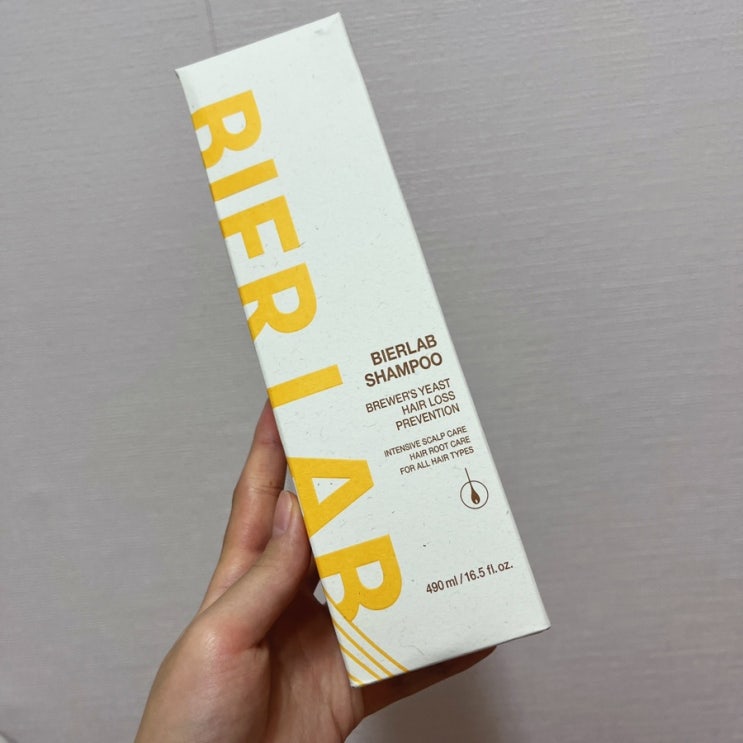 BIERLAB
BIERLAB
SHAMPOO
BREWER'S YEAST
HAIR LOSS
PREVENTION
INTENSIVE SCALP CARE
HAIR ROOT CARE
FOR ALL HAIR TYPES
490 ml / 16.5 fl. oz.